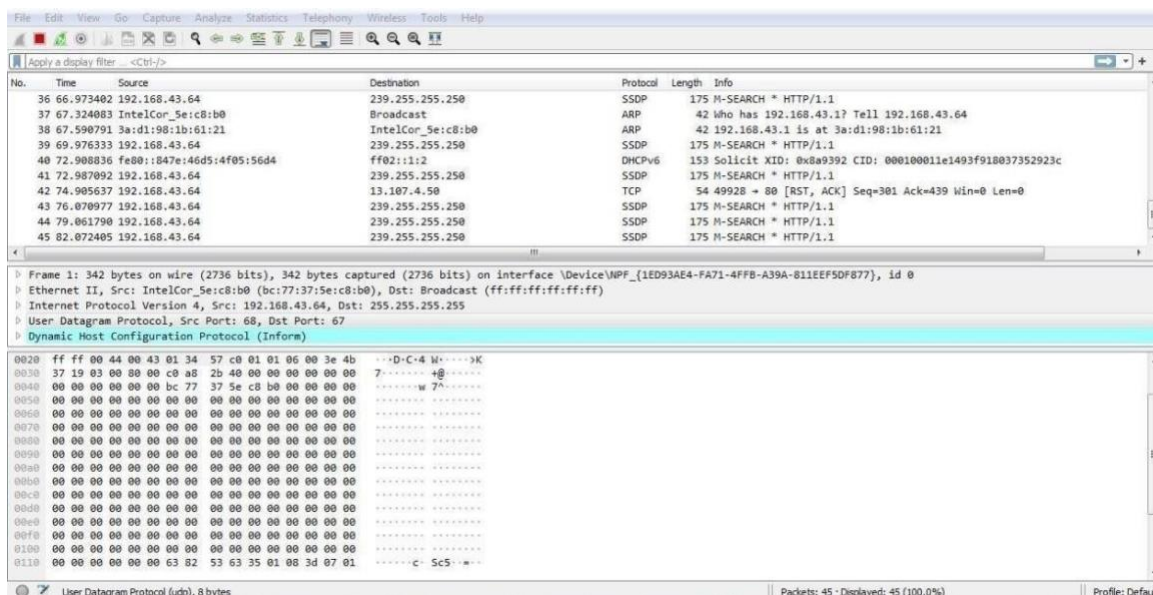 File Edit View Go Capture Analyze Statistics Telephony Wireless Tools Help
Apply a display filter ... <Ctrl-/>
No. Time Source Destination Protocol Length Info
36 66.973402 192.168.43.64 239.255.255.250 SSDP 175 M-SEARCH * HTTP/1.1
37 67.324083 IntelCor_5e:c8:b0 Broadcast ARP 42 Who has 192.168.43.1? Tell 192.168.43.64
38 67.590791 3a:d1:98:1b:61:21 IntelCor_5e:c8:b0 ARP 42 192.168.43.1 is at 3a:d1:98:1b:61:21
39 69.976333 192.168.43.64 239.255.255.250 SSDP 175 M-SEARCH * HTTP/1.1
40 72.908836 fe80::847e:46d5:4f05:56d4 ff02::1:2 DHCPv6 153 Solicit XID: 0x8a9392 CID: 000100011e1493f918037352923c
41 72.987092 192.168.43.64 239.255.255.250 SSDP 175 M-SEARCH * HTTP/1.1
42 74.905637 192.168.43.64 13.107.4.50 TCP 54 49928 → 80 [RST, ACK] Seq=301 Ack=439 Win=0 Len=0
43 76.070977 192.168.43.64 239.255.255.250 SSDP 175 M-SEARCH * HTTP/1.1
44 79.061790 192.168.43.64 239.255.255.250 SSDP 175 M-SEARCH * HTTP/1.1
45 82.072405 192.168.43.64 239.255.255.250 SSDP 175 M-SEARCH * HTTP/1.1
Frame 1: 342 bytes on wire (2736 bits), 342 bytes captured (2736 bits) on interface \Device\NPF_{1ED93AE4-FA71-4FFB-A39A-811EEF5DF877}, id 0
Ethernet II, Src: IntelCor_5e:c8:b0 (bc:77:37:5e:c8:b0), Dst: Broadcast (ff:ff:ff:ff:ff:ff)
Internet Protocol Version 4, Src: 192.168.43.64, Dst: 255.255.255.255
User Datagram Protocol, Src Port: 68, Dst Port: 67
Dynamic Host Configuration Protocol (Inform)
0020 ff ff 00 44 00 43 01 34 57 c0 01 01 06 00 3e 4b ···D·C·4 W·····>K
0030 37 19 03 00 80 00 c0 a8 2b 40 00 00 00 00 00 00 7······· +@······
0040 00 00 00 00 00 00 bc 77 37 5e c8 b0 00 00 00 00 ·······w 7^······
0050 00 00 00 00 00 00 00 00 00 00 00 00 00 00 00 00 ········ ········
0060 00 00 00 00 00 00 00 00 00 00 00 00 00 00 00 00 ········ ········
0070 00 00 00 00 00 00 00 00 00 00 00 00 00 00 00 00 ········ ········
0080 00 00 00 00 00 00 00 00 00 00 00 00 00 00 00 00 ········ ········
0090 00 00 00 00 00 00 00 00 00 00 00 00 00 00 00 00 ········ ········
00a0 00 00 00 00 00 00 00 00 00 00 00 00 00 00 00 00 ········ ········
00b0 00 00 00 00 00 00 00 00 00 00 00 00 00 00 00 00 ········ ········
00c0 00 00 00 00 00 00 00 00 00 00 00 00 00 00 00 00 ········ ········
00d0 00 00 00 00 00 00 00 00 00 00 00 00 00 00 00 00 ········ ········
00e0 00 00 00 00 00 00 00 00 00 00 00 00 00 00 00 00 ········ ········
00f0 00 00 00 00 00 00 00 00 00 00 00 00 00 00 00 00 ········ ········
0100 00 00 00 00 00 00 00 00 00 00 00 00 00 00 00 00 ········ ········
0110 00 00 00 00 00 00 63 82 53 63 35 01 08 3d 07 01 ······c· Sc5··=··
User Datagram Protocol (udp), 8 bytes Packets: 45 · Displayed: 45 (100.0%) Profile: Defau